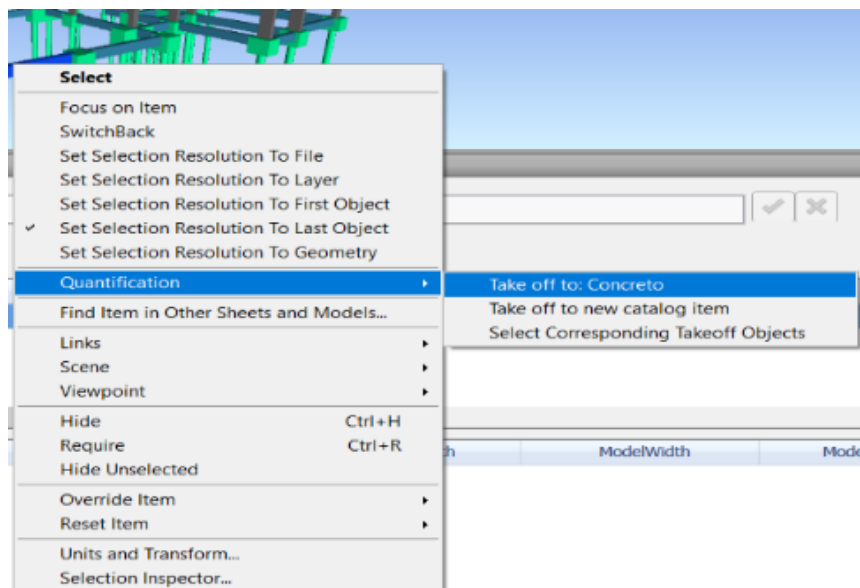 Select
Focus on Item
SwitchBack
Set Selection Resolution To File
Set Selection Resolution To Layer
Set Selection Resolution To First Object
Set Selection Resolution To Last Object
Set Selection Resolution To Geometry
Quantification
Take off to: Concreto
Take off to new catalog item
Select Corresponding Takeoff Objects
Find Item in Other Sheets and Models...
Links
Scene
Viewpoint
Hide Ctrl+H
Require Ctrl+R
ModelWidth
Hide Unselected
Override Item
Reset Item
Units and Transform...
Selection Inspector...